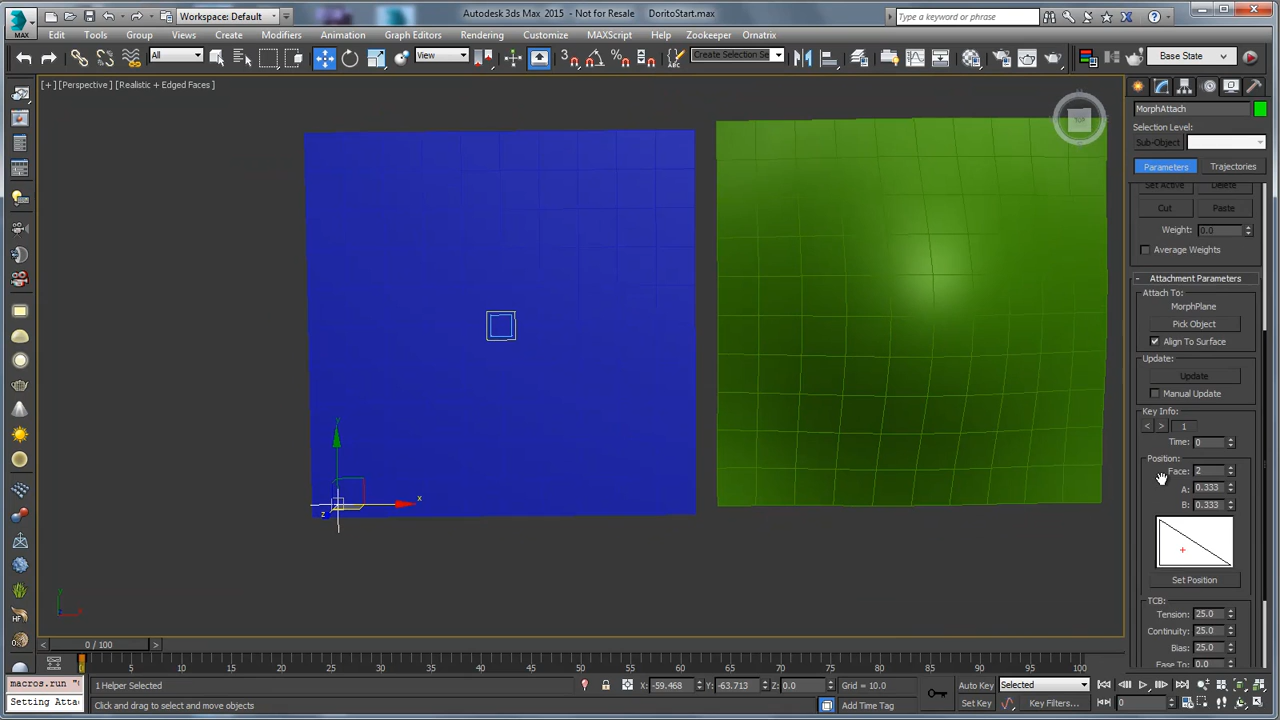 Workspace: Default
Autodesk 3ds Max 2015 - Not for Resale DoritoStart.max
Type a keyword or phrase
MAX
Edit Tools Group Views Create Modifiers Animation Graph Editors Rendering Customize MAXScript Help Zookeeper Ornatrix
All
View
Create Selection Se
Base State
[+] [Perspective] [Realistic + Edged Faces]
MorphAttach
Selection Level:
Sub-Object
Parameters Trajectories
Set Active Delete
Cut Paste
Weight: 0.0
Average Weights
- Attachment Parameters
Attach To:
MorphPlane
Pick Object
Align To Surface
Update:
Update
Manual Update
Key Info:
< > 1
Time: 0
Position:
Face: 2
A: 0.333
B: 0.333
Set Position
TCB:
Tension: 25.0
Continuity: 25.0
Bias: 25.0
Ease To: 0.0
y
x
z
< 0 / 100 >
0 5 10 15 20 25 30 35 40 45 50 55 60 65 70 75 80 85 90 95 100
macros.run "
Setting Atta
1 Helper Selected
X: -59.468 Y: -63.713 Z: 0.0
Grid = 10.0
Auto Key Selected
Click and drag to select and move objects
Add Time Tag
Set Key Key Filters...
0